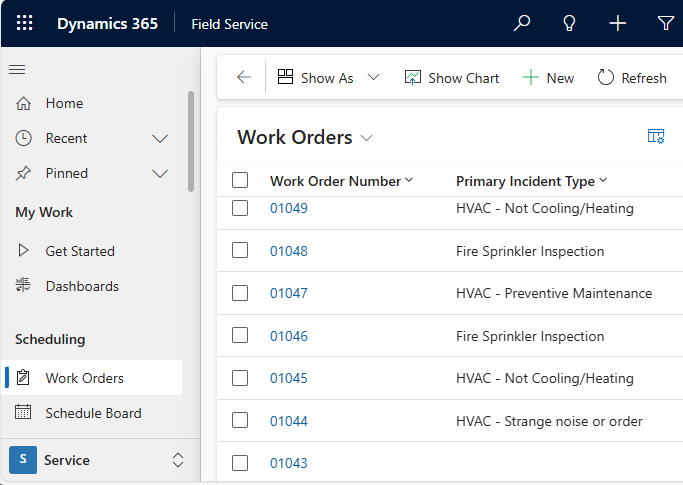 Dynamics 365 Field Service
Show As Show Chart New Refresh
Home
Recent
Pinned
My Work
Get Started
Dashboards
Scheduling
Work Orders
Schedule Board
S Service
Work Orders
Work Order Number Primary Incident Type
01049 HVAC - Not Cooling/Heating
01048 Fire Sprinkler Inspection
01047 HVAC - Preventive Maintenance
01046 Fire Sprinkler Inspection
01045 HVAC - Not Cooling/Heating
01044 HVAC - Strange noise or order
01043